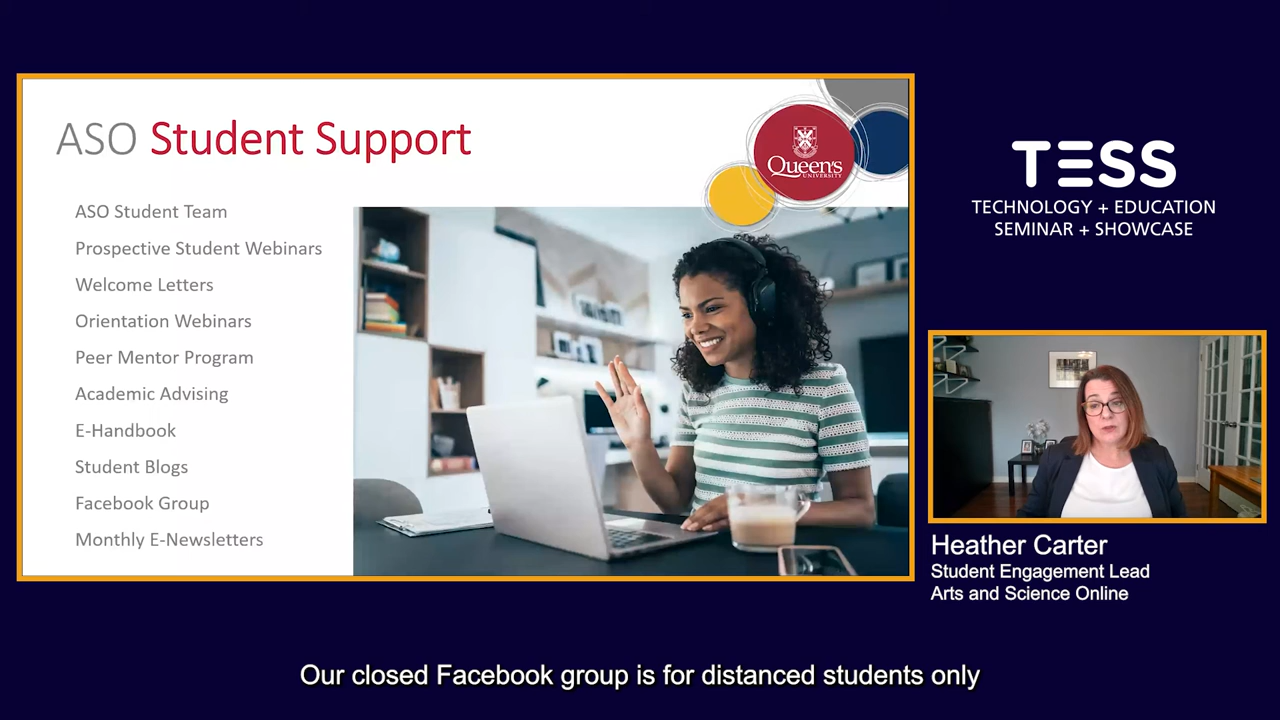 ASO Student Support
Queen's
UNIVERSITY
ASO Student Team
Prospective Student Webinars
Welcome Letters
Orientation Webinars
Peer Mentor Program
Academic Advising
E-Handbook
Student Blogs
Facebook Group
Monthly E-Newsletters
TESS
TECHNOLOGY + EDUCATION
SEMINAR + SHOWCASE
Heather Carter
Student Engagement Lead
Arts and Science Online
Our closed Facebook group is for distanced students only